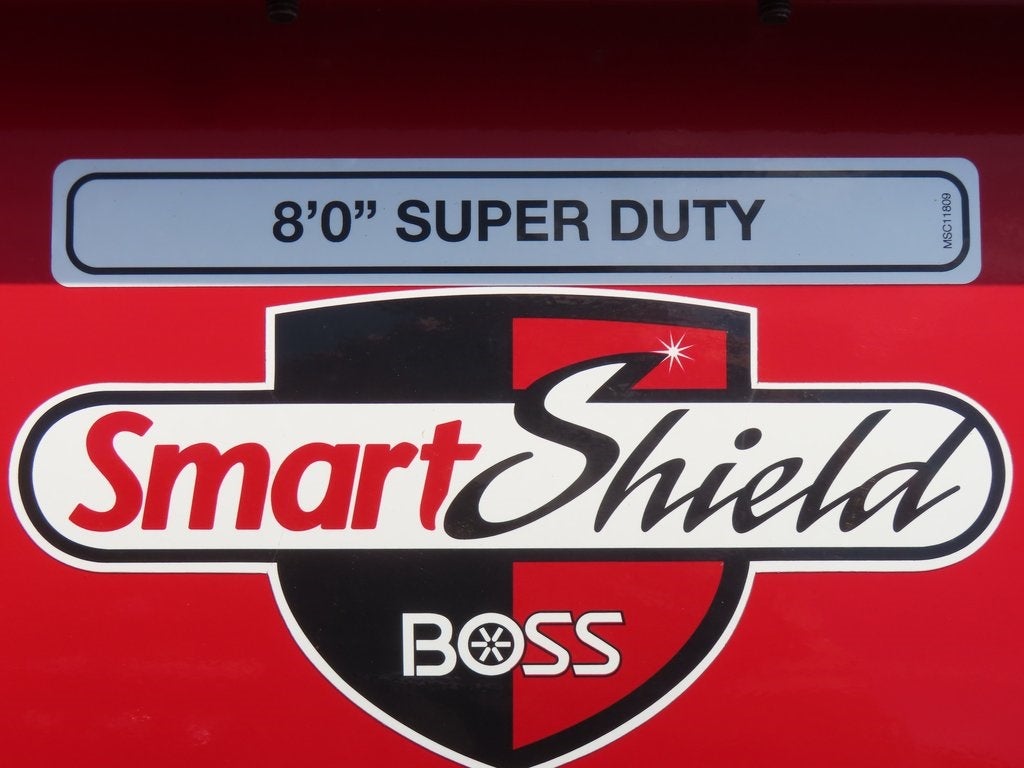 8’0” SUPER DUTY
MSC11809
SmartShield
BOSS